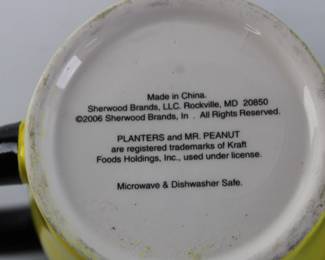 Made in China.
Sherwood Brands, LLC. Rockville, MD 20850
©2006 Sherwood Brands, In . All Rights Reserved.
PLANTERS and MR. PEANUT
are registered trademarks of Kraft
Foods Holdings, Inc., used under license.
Microwave & Dishwasher Safe.